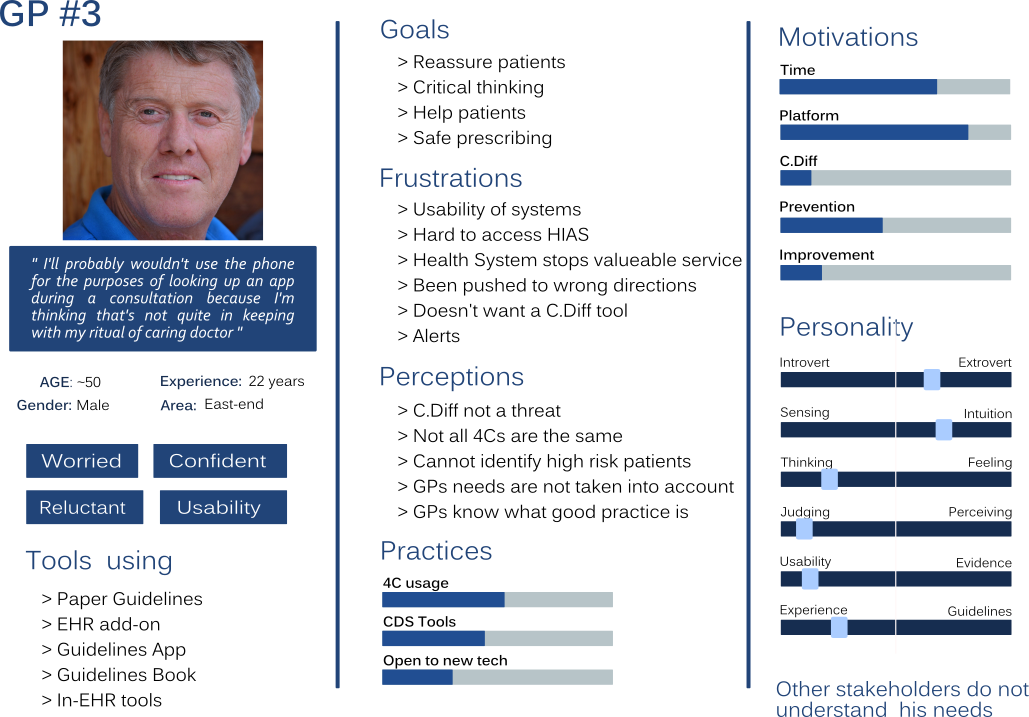 GP #3
" I'll probably wouldn't use the phone
for the purposes of looking up an app
during a consultation because I'm
thinking that's not quite in keeping
with my ritual of caring doctor "
AGE: ~50
Experience: 22 years
Gender: Male
Area: East-end
Worried
Confident
Reluctant
Usability
Tools using
> Paper Guidelines
> EHR add-on
> Guidelines App
> Guidelines Book
> In-EHR tools
Goals
> Reassure patients
> Critical thinking
> Help patients
> Safe prescribing
Frustrations
> Usability of systems
> Hard to access HIAS
> Health System stops valueable service
> Been pushed to wrong directions
> Doesn't want a C.Diff tool
> Alerts
Perceptions
> C.Diff not a threat
> Not all 4Cs are the same
> Cannot identify high risk patients
> GPs needs are not taken into account
> GPs know what good practice is
Practices
4C usage
CDS Tools
Open to new tech
Motivations
Time
Platform
C.Diff
Prevention
Improvement
Personality
Introvert Extrovert
Sensing Intuition
Thinking Feeling
Judging Perceiving
Usability Evidence
Experience Guidelines
Other stakeholders do not
understand his needs